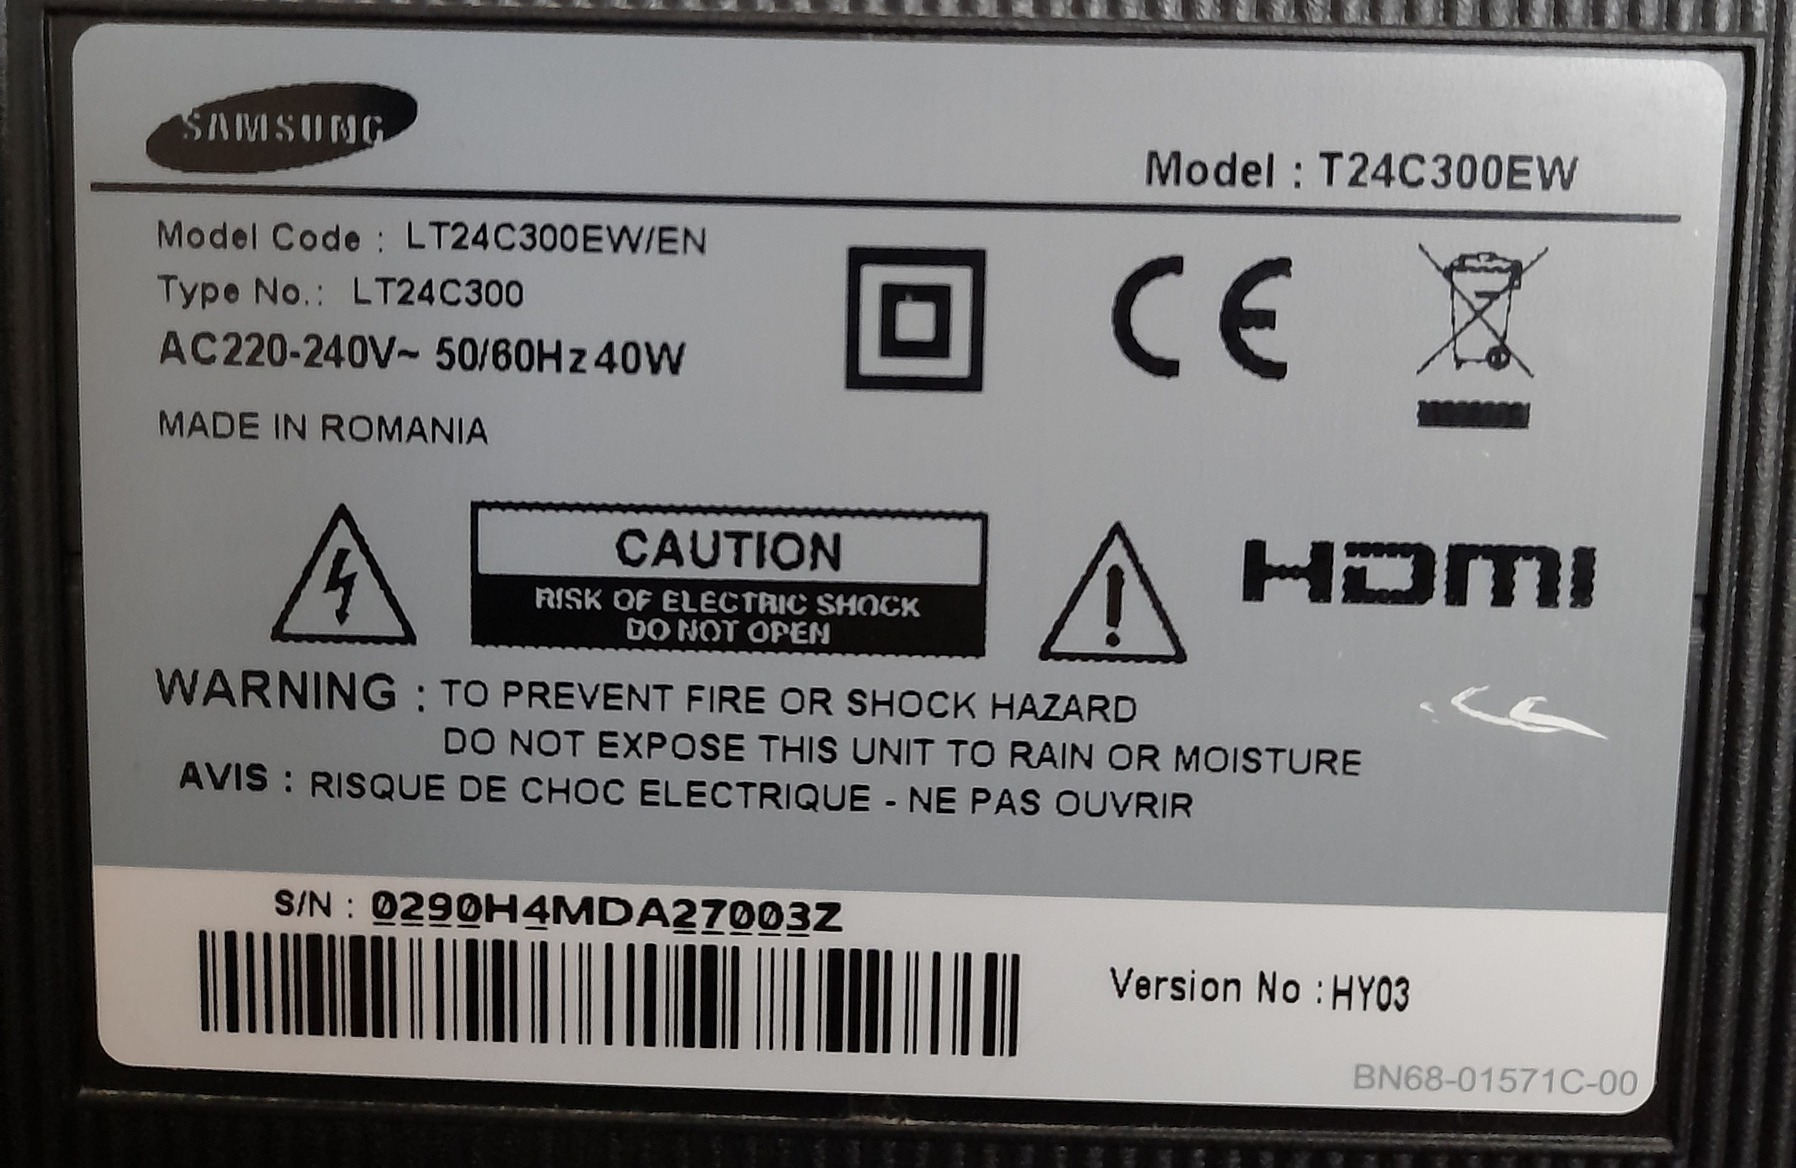 SAMSUNG
Model : T24C300EW
Model Code : LT24C300EW/EN
Type No.: LT24C300
AC220-240V~ 50/60Hz 40W
MADE IN ROMANIA
CE
CAUTION
RISK OF ELECTRIC SHOCK
DO NOT OPEN
HDMI
WARNING : TO PREVENT FIRE OR SHOCK HAZARD
DO NOT EXPOSE THIS UNIT TO RAIN OR MOISTURE
AVIS : RISQUE DE CHOC ELECTRIQUE - NE PAS OUVRIR
S/N : 0290H4MDA27003Z
Version No : HY03
BN68-01571C-00